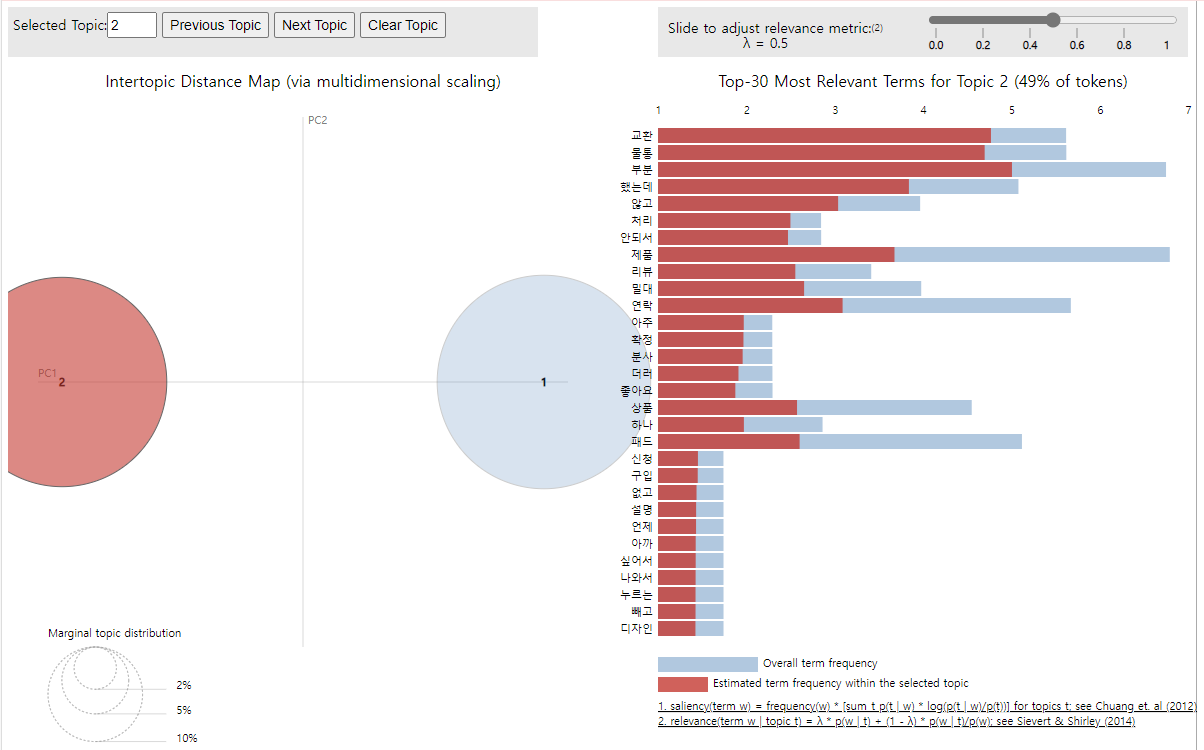 Selected Topic: 2 Previous Topic Next Topic Clear Topic
Slide to adjust relevance metric:(2)
λ = 0.5
0.0 0.2 0.4 0.6 0.8 1
Intertopic Distance Map (via multidimensional scaling)
PC2
PC1
2
1
Marginal topic distribution
2%
5%
10%
Top-30 Most Relevant Terms for Topic 2 (49% of tokens)
1 2 3 4 5 6 7
교환
물통
부분
했는데
않고
처리
안되서
제품
리뷰
밀대
연락
아주
확정
분사
더러
좋아요
상품
하나
패드
신청
구입
없고
설명
언제
아까
싶어서
나와서
누르는
빼고
디자인
Overall term frequency
Estimated term frequency within the selected topic
1. saliency(term w) = frequency(w) * [sum_t p(t | w) * log(p(t | w)/p(t))] for topics t; see Chuang et. al (2012)
2. relevance(term w | topic t) = λ * p(w | t) + (1 - λ) * p(w | t)/p(w); see Sievert & Shirley (2014)